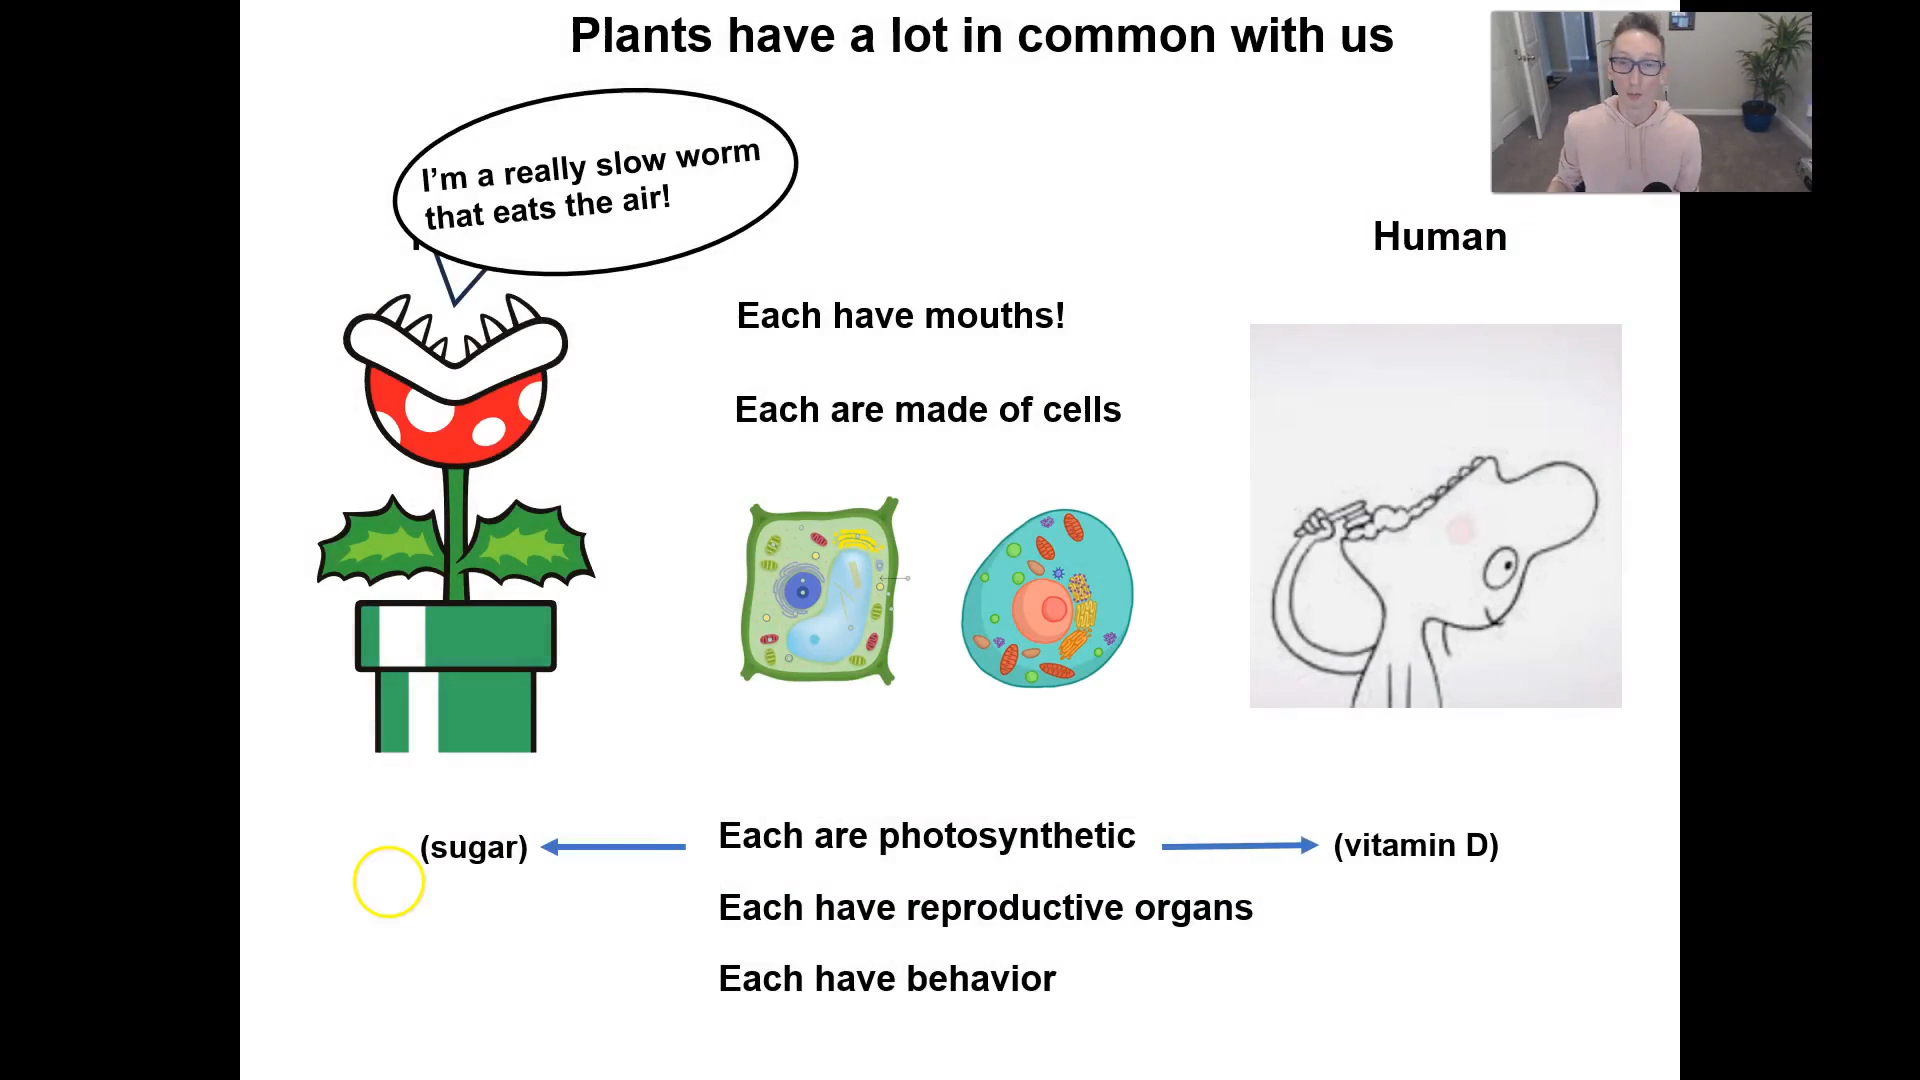 Plants have a lot in common with us
I'm a really slow worm
that eats the air!
Human
Each have mouths!
Each are made of cells
(sugar)
Each are photosynthetic
(vitamin D)
Each have reproductive organs
Each have behavior